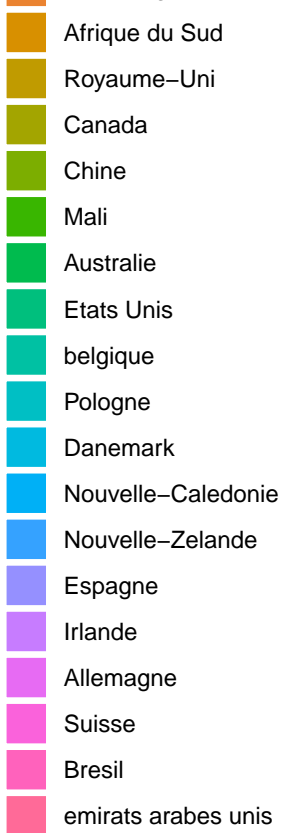 Afrique du Sud
Royaume−Uni
Canada
Chine
Mali
Australie
Etats Unis
belgique
Pologne
Danemark
Nouvelle−Caledonie
Nouvelle−Zelande
Espagne
Irlande
Allemagne
Suisse
Bresil
emirats arabes unis